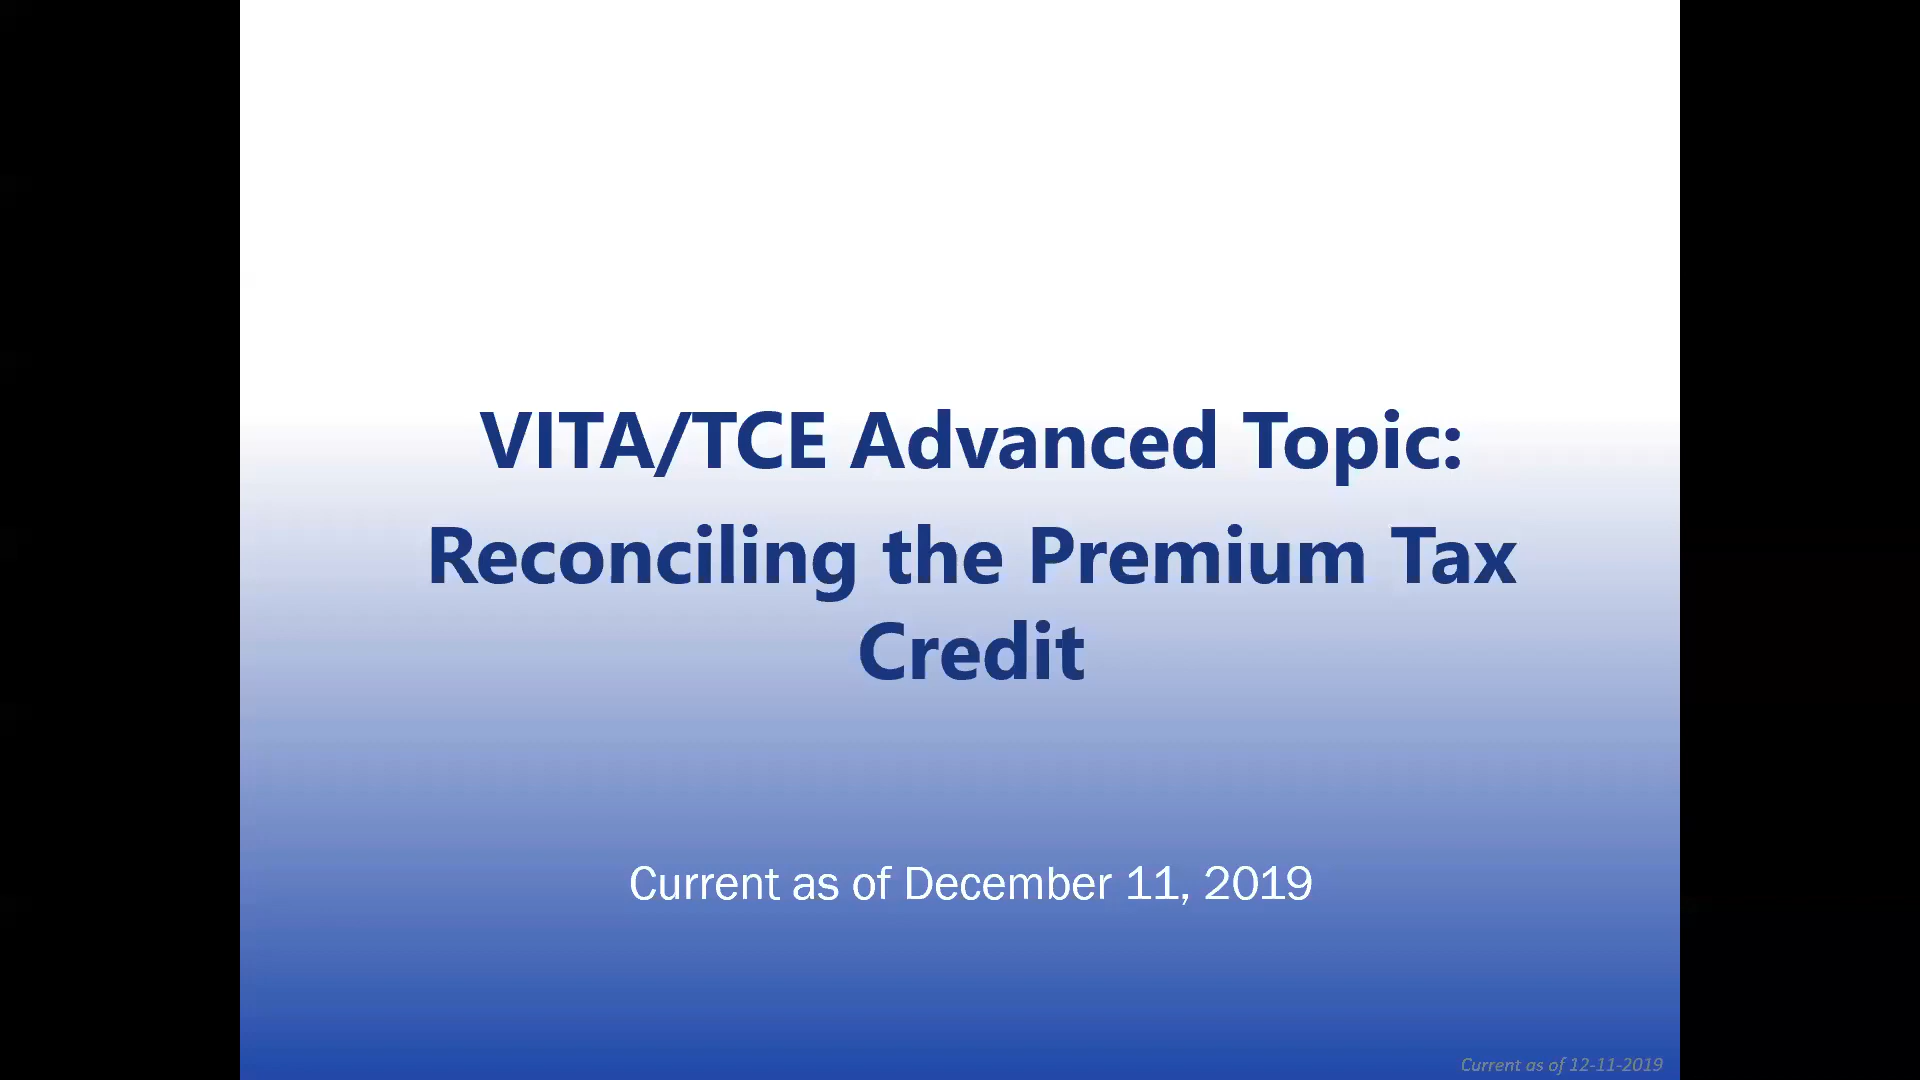 VITA/TCE Advanced Topic:
Reconciling the Premium Tax
Credit
Current as of December 11, 2019
Current as of 12-11-2019